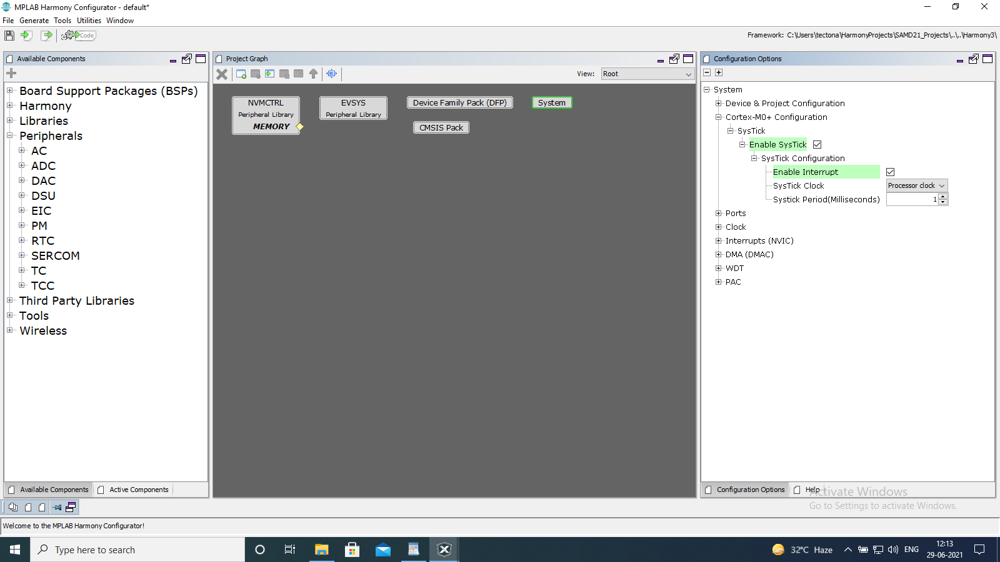 MPLAB Harmony Configurator - default*
File Generate Tools Utilities Window
Code
Framework: C:\Users\tectona\HarmonyProjects\SAMD21_Projects\..\..\Harmony3\
Available Components
Board Support Packages (BSPs)
Harmony
Libraries
Peripherals
AC
ADC
DAC
DSU
EIC
PM
RTC
SERCOM
TC
TCC
Third Party Libraries
Tools
Wireless
Available Components
Active Components
Project Graph
View: Root
NVMCTRL
Peripheral Library
MEMORY
EVSYS
Peripheral Library
Device Family Pack (DFP)
System
CMSIS Pack
Configuration Options
System
Device & Project Configuration
Cortex-M0+ Configuration
SysTick
Enable SysTick
SysTick Configuration
Enable Interrupt
SysTick Clock Processor clock
Systick Period(Milliseconds) 1
Ports
Clock
Interrupts (NVIC)
DMA (DMAC)
WDT
PAC
Configuration Options
Help
Activate Windows
Go to Settings to activate Windows.
Welcome to the MPLAB Harmony Configurator!
Type here to search
32°C Haze
ENG
12:13
29-06-2021